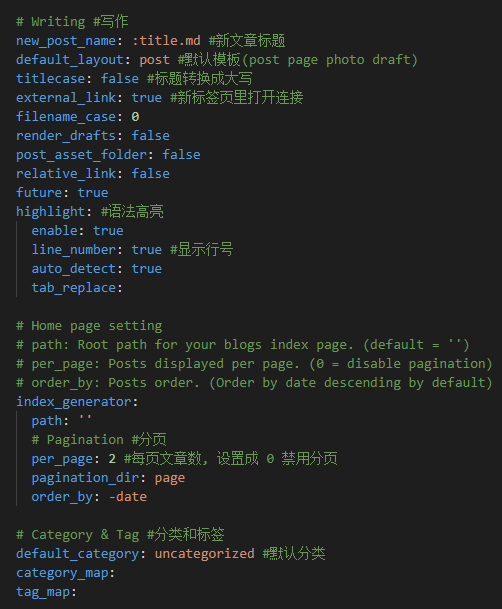 # Writing #写作
new_post_name: :title.md #新文章标题
default_layout: post #默认模板(post page photo draft)
titlecase: false #标题转换成大写
external_link: true #新标签页里打开连接
filename_case: 0
render_drafts: false
post_asset_folder: false
relative_link: false
future: true
highlight: #语法高亮
  enable: true
  line_number: true #显示行号
  auto_detect: true
  tab_replace:
# Home page setting
# path: Root path for your blogs index page. (default = '')
# per_page: Posts displayed per page. (0 = disable pagination)
# order_by: Posts order. (Order by date descending by default)
index_generator:
  path: ''
  # Pagination #分页
  per_page: 2 #每页文章数, 设置成 0 禁用分页
  pagination_dir: page
  order_by: -date
# Category & Tag #分类和标签
default_category: uncategorized #默认分类
category_map:
tag_map: